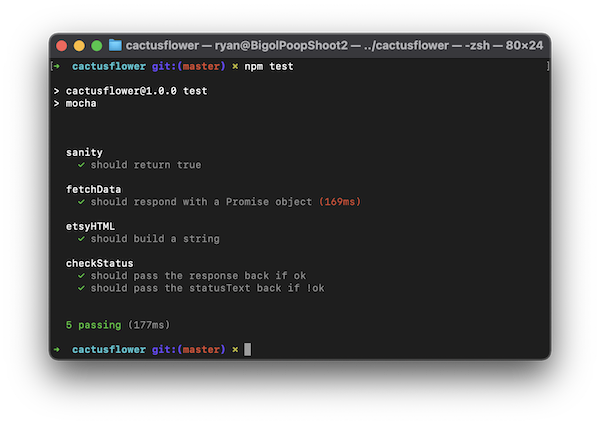 cactusflower — ryan@BigolPoopShoot2 — ../cactusflower — -zsh — 80×24
[➜  cactusflower git:(master) ✗ npm test ]
> cactusflower@1.0.0 test
> mocha
sanity
✓ should return true
fetchData
✓ should respond with a Promise object (169ms)
etsyHTML
✓ should build a string
checkStatus
✓ should pass the response back if ok
✓ should pass the statusText back if !ok
5 passing (177ms)
➜  cactusflower git:(master) ✗